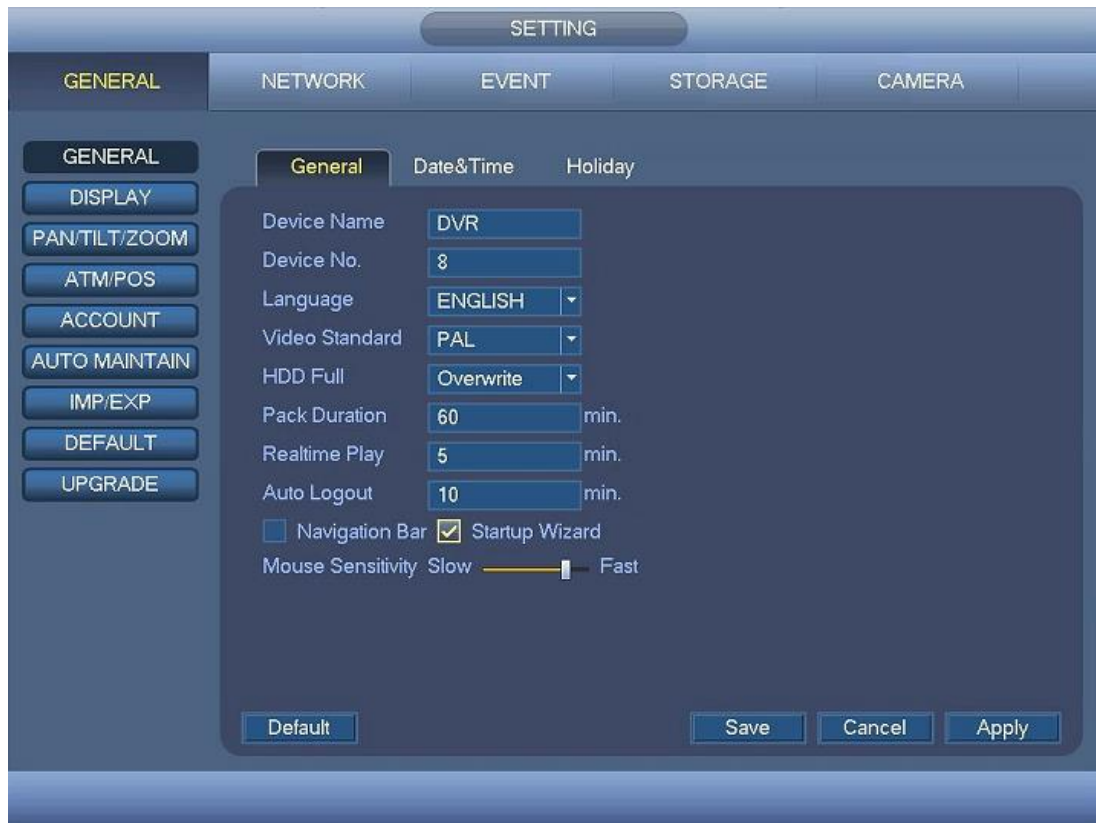 SETTING
GENERAL NETWORK EVENT STORAGE CAMERA
GENERAL
DISPLAY
PAN/TILT/ZOOM
ATM/POS
ACCOUNT
AUTO MAINTAIN
IMP/EXP
DEFAULT
UPGRADE
General Date&Time Holiday
Device Name DVR
Device No. 8
Language ENGLISH
Video Standard PAL
HDD Full Overwrite
Pack Duration 60 min.
Realtime Play 5 min.
Auto Logout 10 min.
Navigation Bar Startup Wizard
Mouse Sensitivity Slow Fast
Default Save Cancel Apply